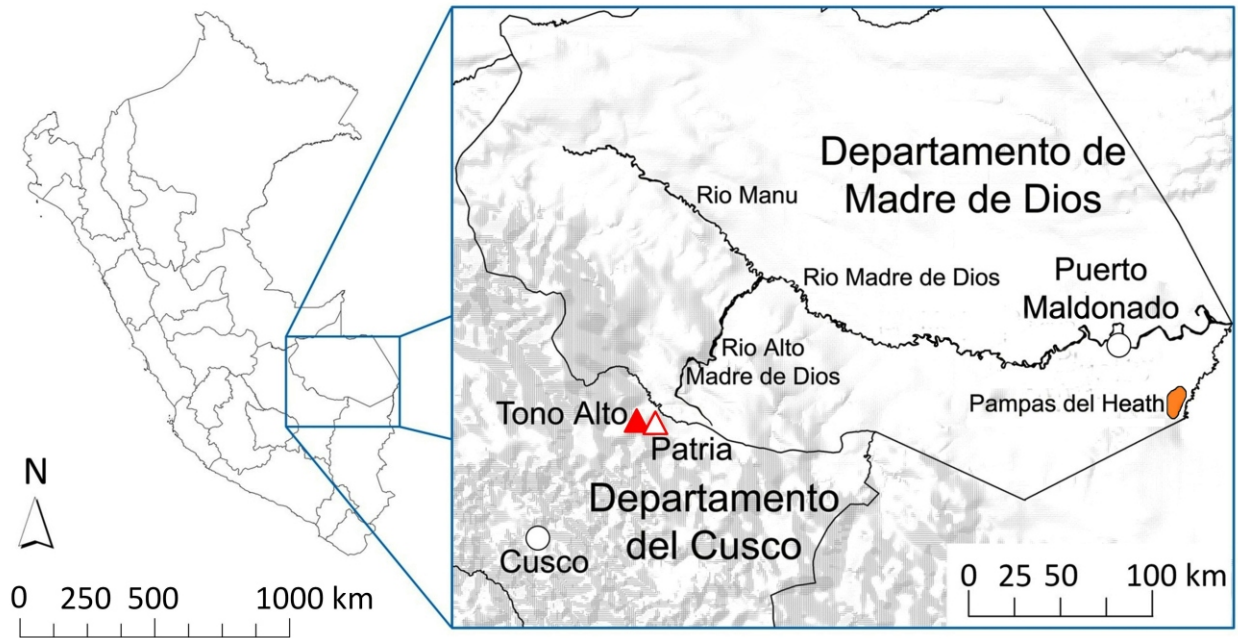 Departamento de
Madre de Dios
Rio Manu
Rio Madre de Dios
Puerto
Maldonado
Rio Alto
Madre de Dios
Pampas del Heath
Tono Alto
Patria
Departamento
del Cusco
Cusco
N
0 250 500 1000 km
0 25 50 100 km